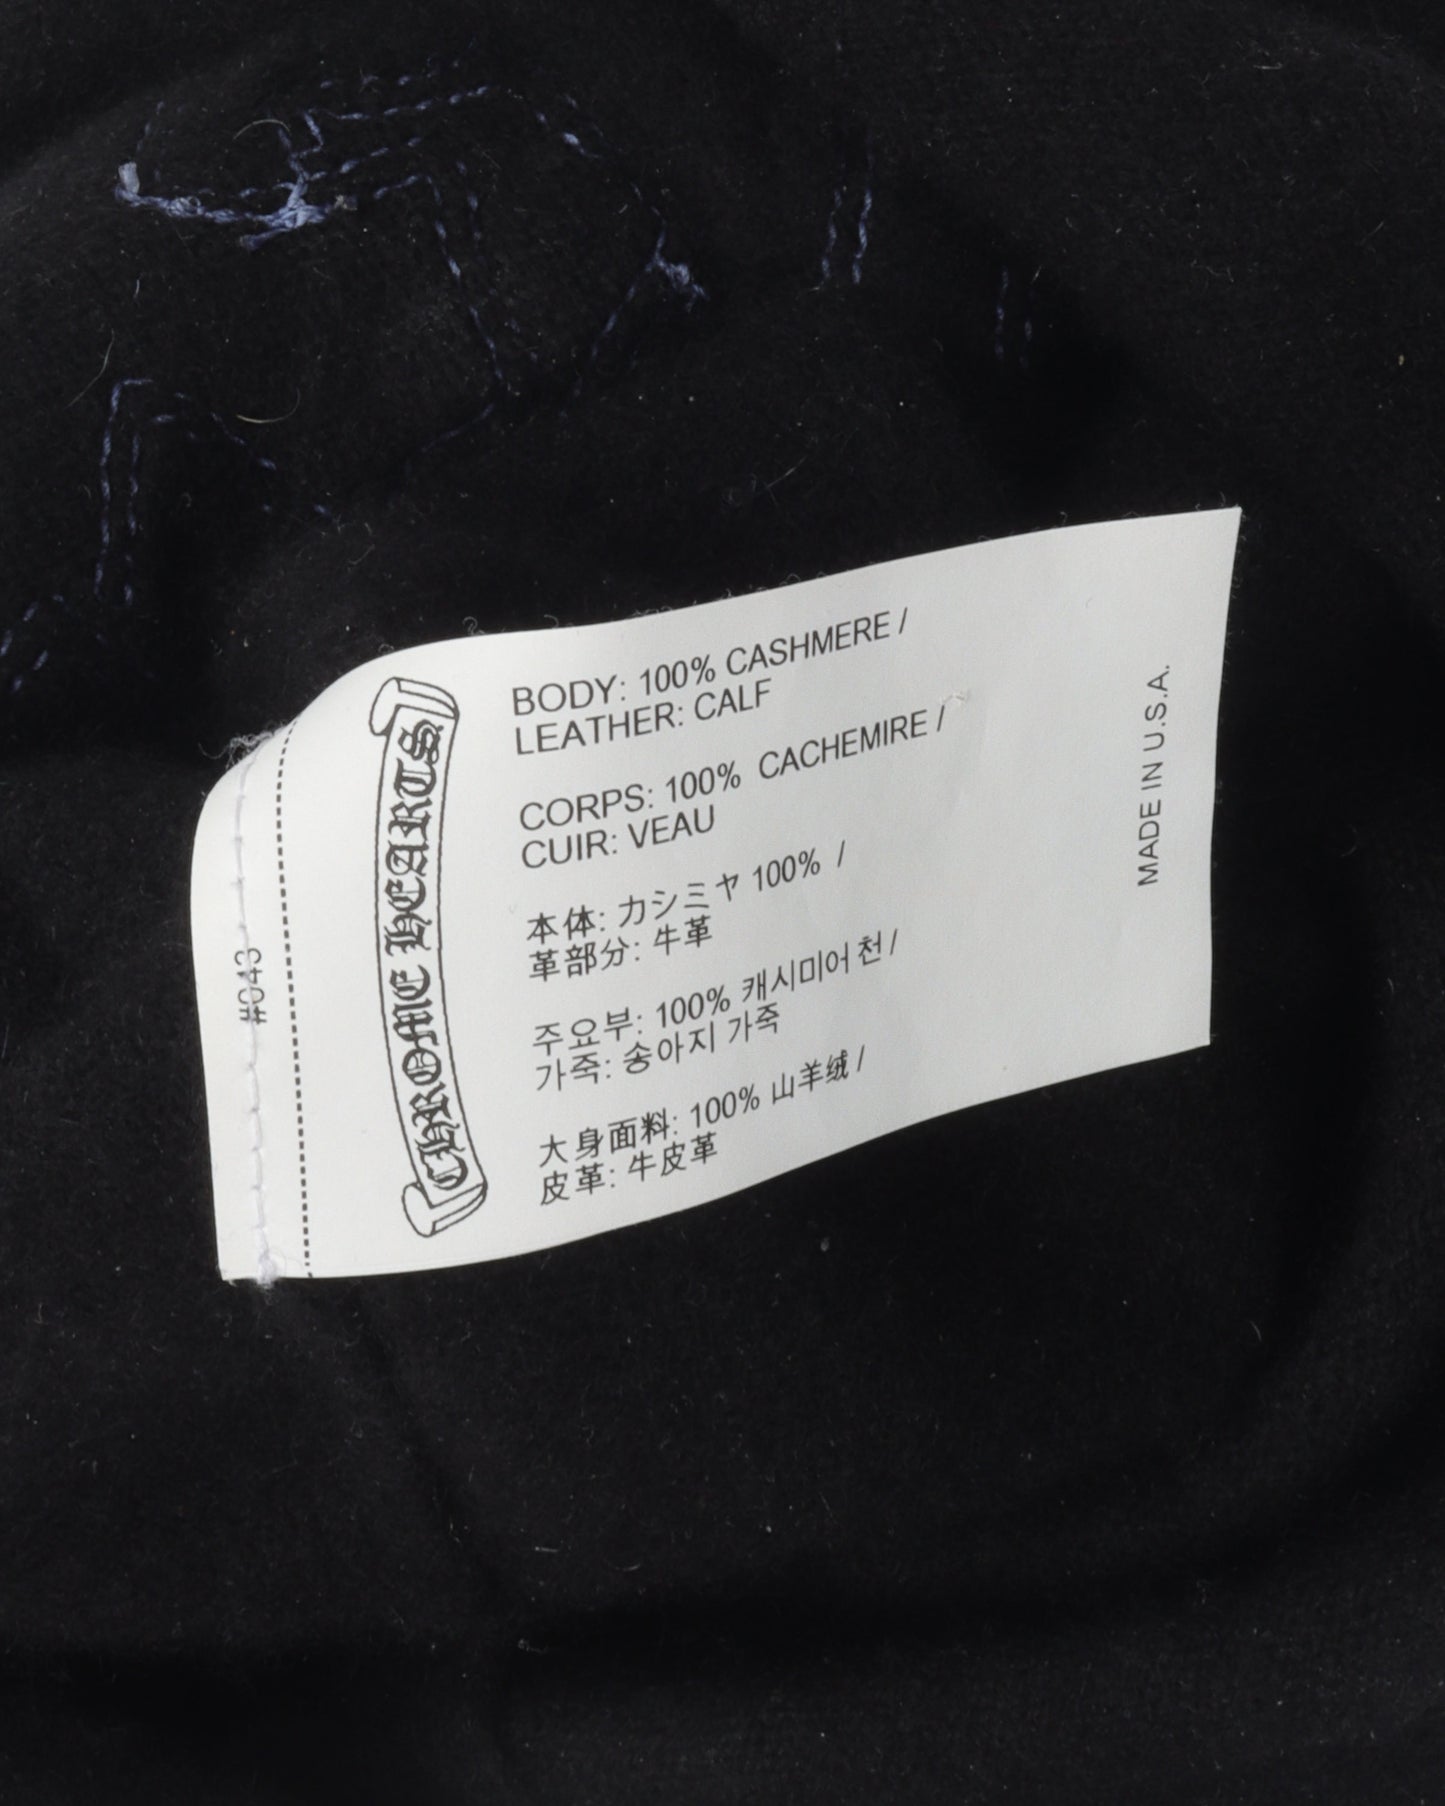 #043
CHROME HEARTS
BODY: 100% CASHMERE /
LEATHER: CALF
CORPS: 100% CACHEMIRE /
CUIR: VEAU
本体: カシミヤ 100% /
革部分: 牛革
주요부: 100% 캐시미어 천 /
가죽: 송아지 가죽
大身面料: 100% 山羊绒 /
皮革: 牛皮革
MADE IN U.S.A.